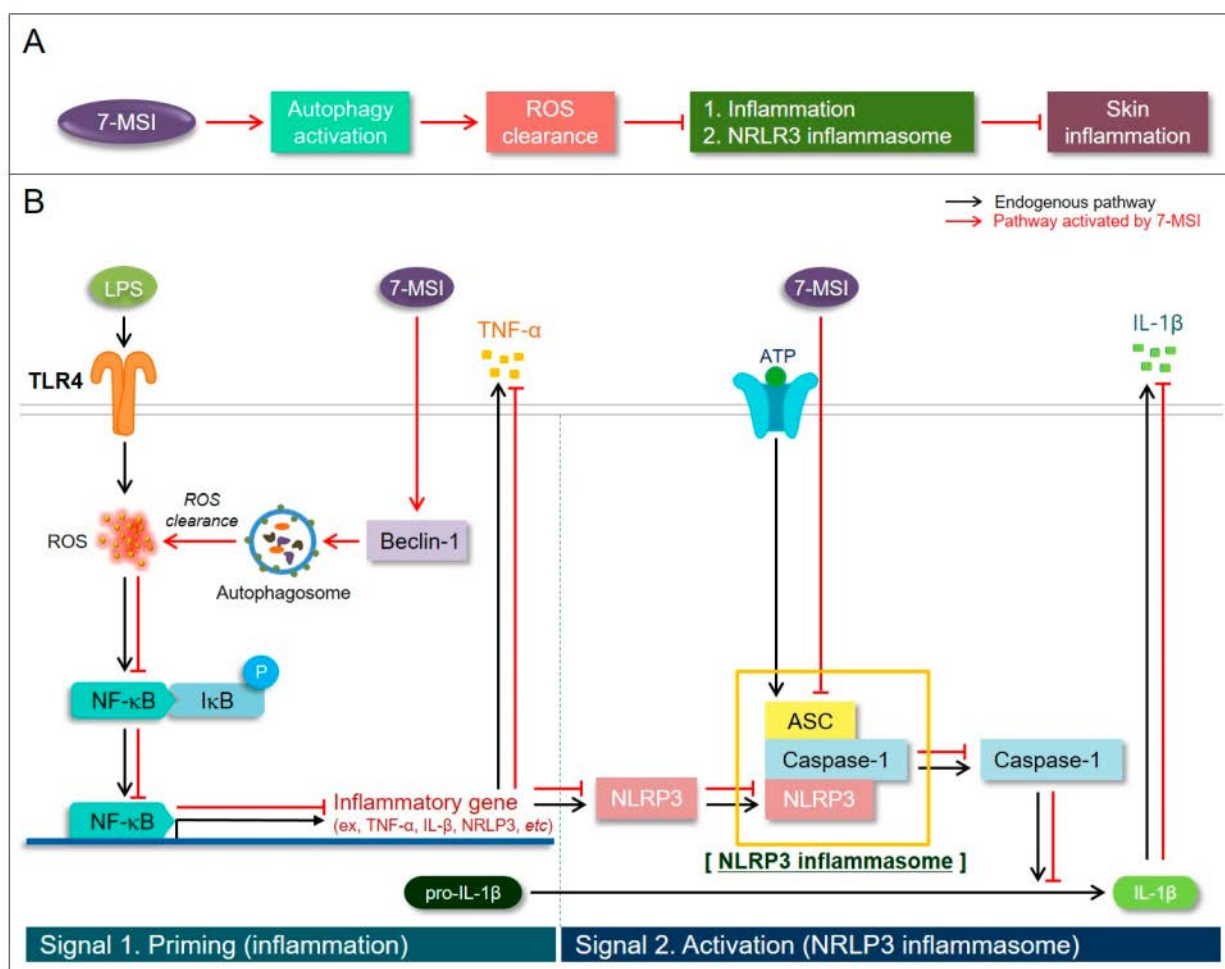 A
7-MSI
Autophagy
activation
ROS
clearance
1. Inflammation
2. NRLR3 inflammasome
Skin
inflammation
B
Endogenous pathway
Pathway activated by 7-MSI
LPS
7-MSI
7-MSI
TNF-α
IL-1β
ATP
TLR4
ROS
clearance
ROS
Beclin-1
Autophagosome
P
NF-κB
IκB
ASC
Caspase-1
Caspase-1
NLRP3
NLRP3
NF-κB
Inflammatory gene
(ex, TNF-α, IL-β, NRLP3, etc)
[ NLRP3 inflammasome ]
pro-IL-1β
IL-1β
Signal 1. Priming (inflammation)
Signal 2. Activation (NRLP3 inflammasome)